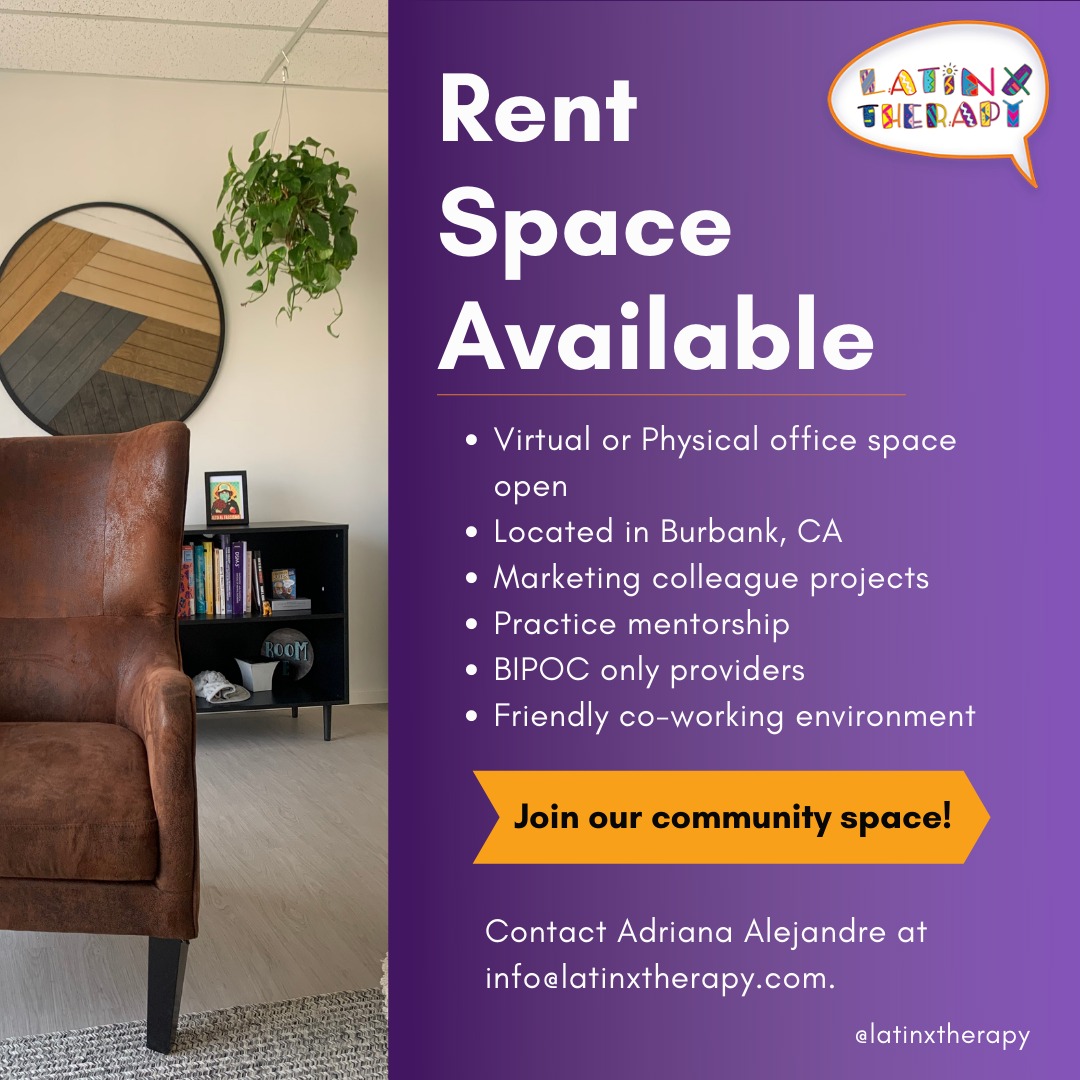 Rent
Space
Available
LATINX
THERAPY
• Virtual or Physical office space
open
• Located in Burbank, CA
• Marketing colleague projects
• Practice mentorship
• BIPOC only providers
• Friendly co-working environment
Join our community space!
Contact Adriana Alejandre at
info@latinxtherapy.com.
@latinxtherapy
ROOM